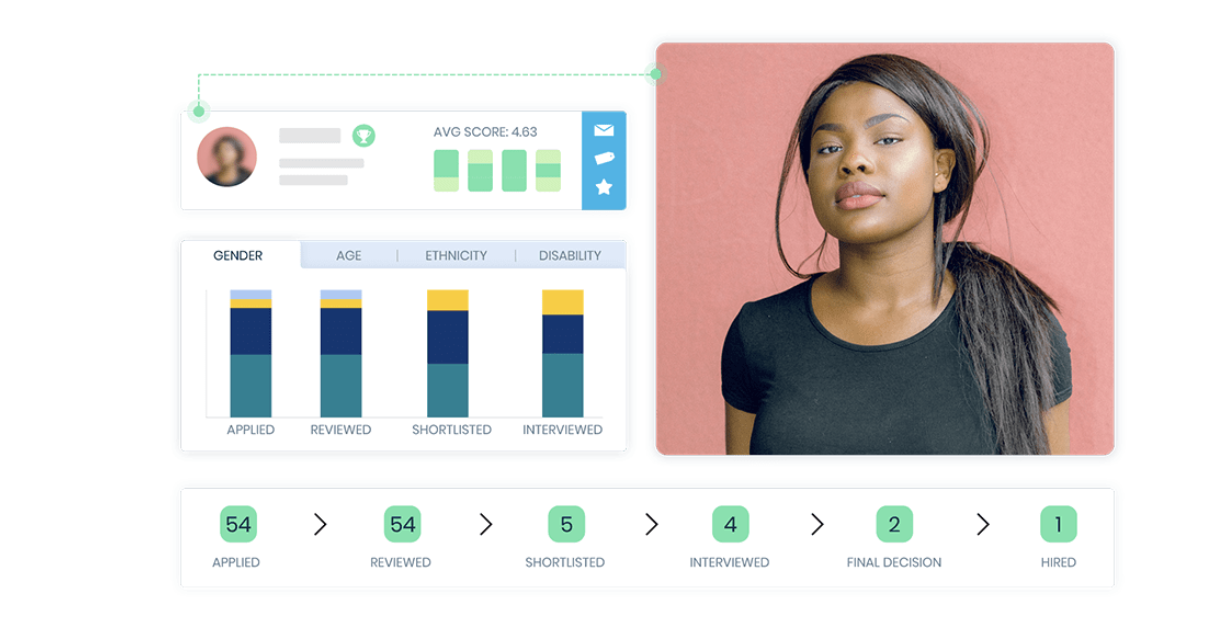 AVG SCORE: 4.63
GENDER AGE ETHNICITY DISABILITY
APPLIED REVIEWED SHORTLISTED INTERVIEWED
54 54 5 4 2 1
APPLIED REVIEWED SHORTLISTED INTERVIEWED FINAL DECISION HIRED